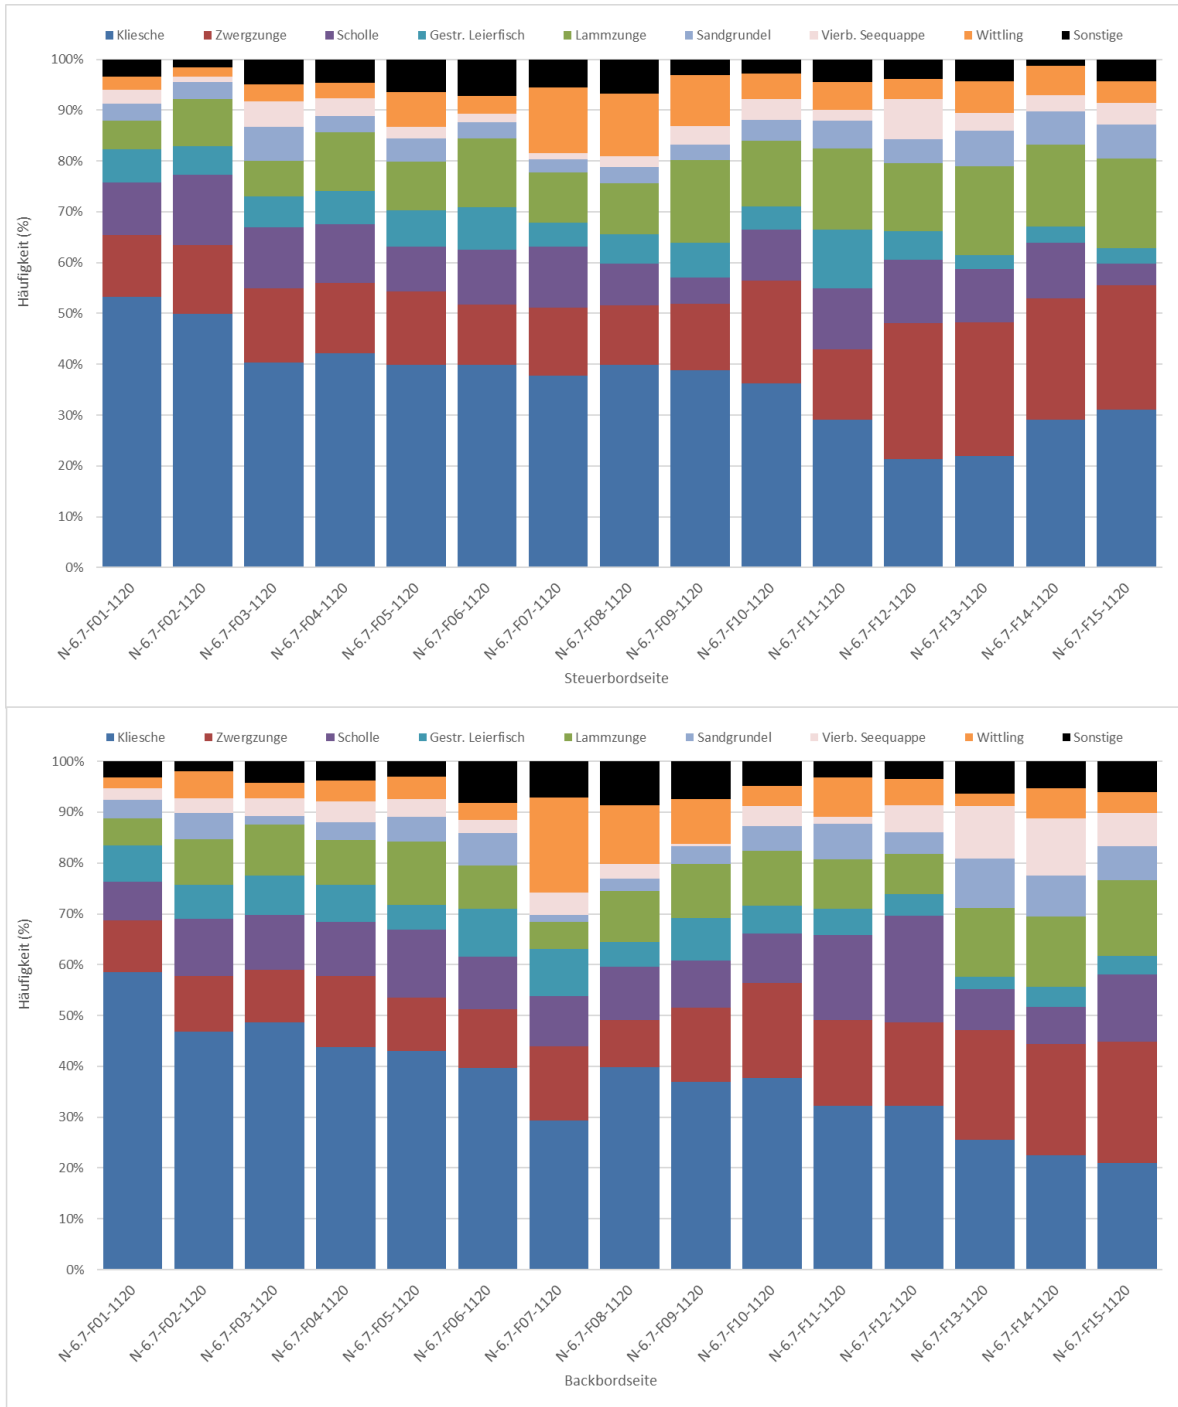 Kliesche Zwergzunge Scholle Gestr. Leierfisch Lammzunge Sandgrundel Vierb. Seequappe Wittling Sonstige
100%
90%
80%
70%
60%
50%
40%
30%
20%
10%
0%
Häufigkeit (%)
N-6.7-F01-1120
N-6.7-F02-1120
N-6.7-F03-1120
N-6.7-F04-1120
N-6.7-F05-1120
N-6.7-F06-1120
N-6.7-F07-1120
N-6.7-F08-1120
N-6.7-F09-1120
N-6.7-F10-1120
N-6.7-F11-1120
N-6.7-F12-1120
N-6.7-F13-1120
N-6.7-F14-1120
N-6.7-F15-1120
Steuerbordseite
Kliesche Zwergzunge Scholle Gestr. Leierfisch Lammzunge Sandgrundel Vierb. Seequappe Wittling Sonstige
100%
90%
80%
70%
60%
50%
40%
30%
20%
10%
0%
Häufigkeit (%)
N-6.7-F01-1120
N-6.7-F02-1120
N-6.7-F03-1120
N-6.7-F04-1120
N-6.7-F05-1120
N-6.7-F06-1120
N-6.7-F07-1120
N-6.7-F08-1120
N-6.7-F09-1120
N-6.7-F10-1120
N-6.7-F11-1120
N-6.7-F12-1120
N-6.7-F13-1120
N-6.7-F14-1120
N-6.7-F15-1120
Backbordseite